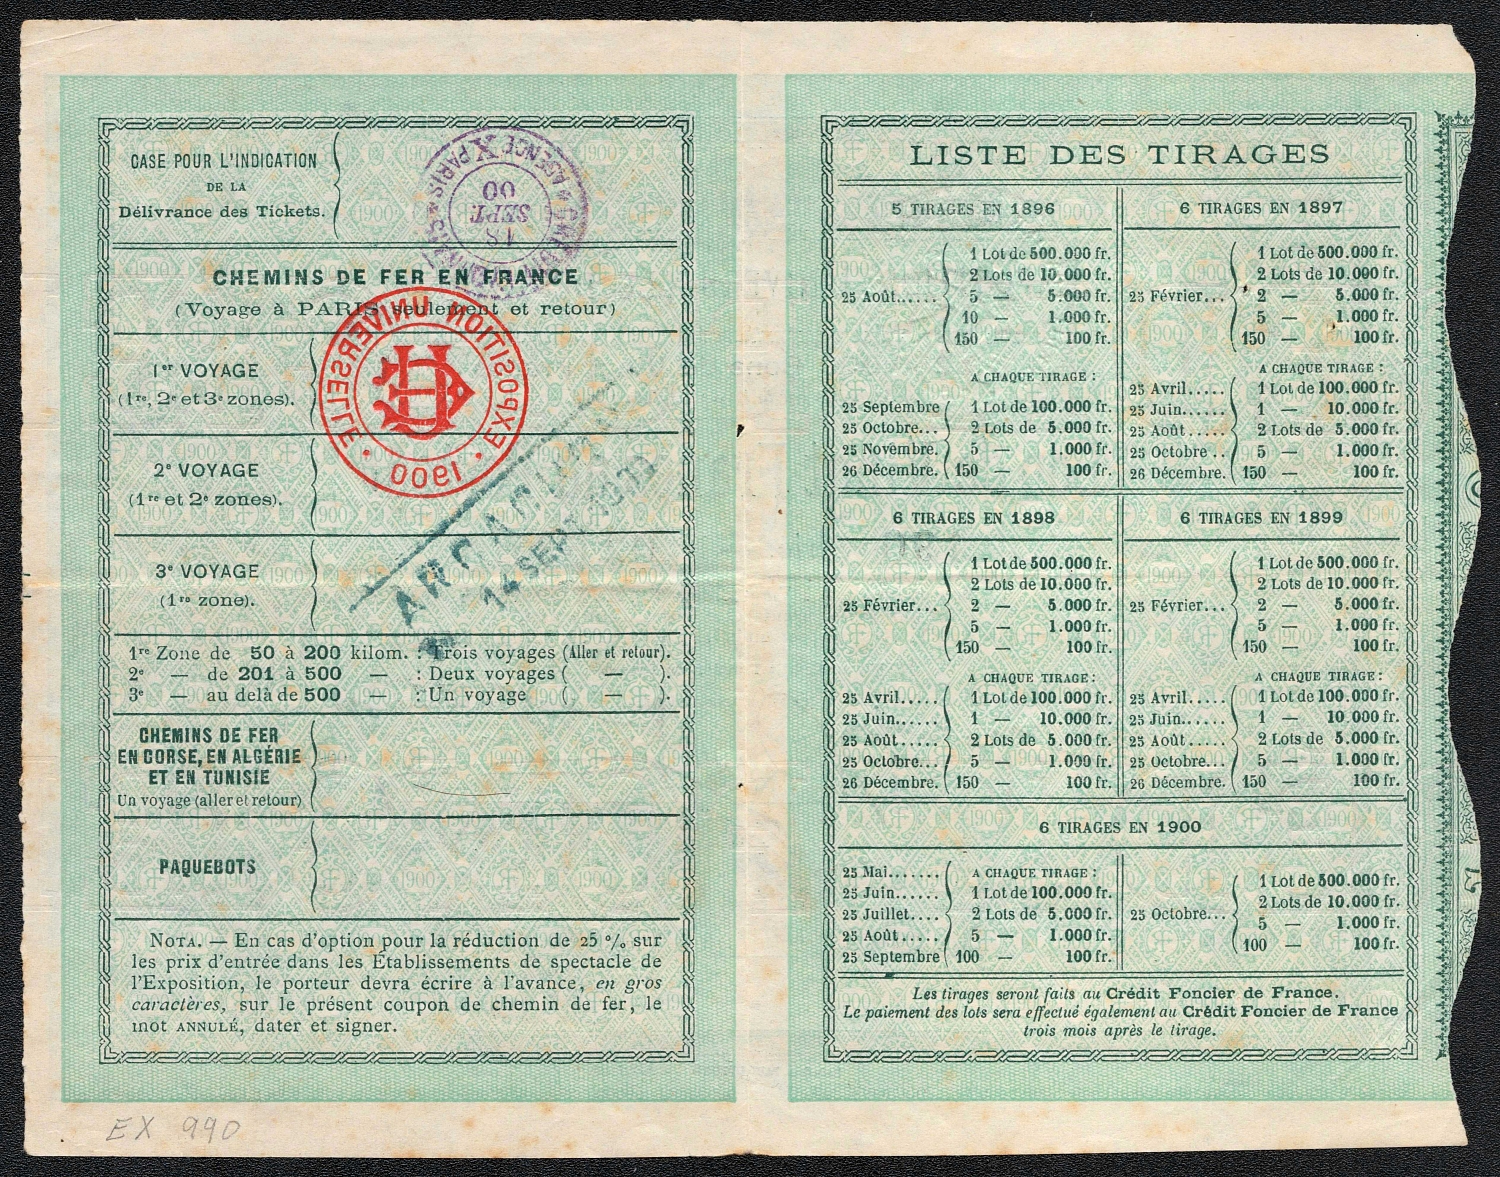 CASE POUR L'INDICATION
DE LA
Délivrance des Tickets.
CHEMINS DE FER EN FRANCE
(Voyage à PARIS seulement et retour)
1er VOYAGE
(1re, 2e et 3e zones).
2e VOYAGE
(1re et 2e zones).
3e VOYAGE
(1re zone).
1re Zone de 50 à 200 kilom. : Trois voyages (Aller et retour).
2e — de 201 à 500 — : Deux voyages ( — ).
3e — au delà de 500 — : Un voyage ( — ).
CHEMINS DE FER
EN CORSE, EN ALGÉRIE
ET EN TUNISIE
Un voyage (aller et retour)
PAQUEBOTS
NOTA. — En cas d'option pour la réduction de 25 % sur
les prix d'entrée dans les Établissements de spectacle de
l'Exposition, le porteur devra écrire à l'avance, en gros
caractères, sur le présent coupon de chemin de fer, le
mot ANNULÉ, dater et signer.
AGENCE X PARIS
18
SEPT
00
EXPOSITION UNIVERSELLE
1900
14 SEPT
EX 990
LISTE DES TIRAGES
5 TIRAGES EN 1896
25 Août......
1 Lot de 500.000 fr.
2 Lots de 10.000 fr.
5 — 5.000 fr.
10 — 1.000 fr.
150 — 100 fr.
A CHAQUE TIRAGE :
25 Septembre 1 Lot de 100.000 fr.
25 Octobre... 2 Lots de 5.000 fr.
25 Novembre. 5 — 1.000 fr.
26 Décembre. 150 — 100 fr.
6 TIRAGES EN 1897
25 Février...
1 Lot de 500.000 fr.
2 Lots de 10.000 fr.
2 — 5.000 fr.
5 — 1.000 fr.
150 — 100 fr.
A CHAQUE TIRAGE :
25 Avril..... 1 Lot de 100.000 fr.
25 Juin...... 1 — 10.000 fr.
25 Août..... 2 Lots de 5.000 fr.
25 Octobre.. 5 — 1.000 fr.
26 Décembre. 150 — 100 fr.
6 TIRAGES EN 1898
25 Février...
1 Lot de 500.000 fr.
2 Lots de 10.000 fr.
2 — 5.000 fr.
5 — 1.000 fr.
150 — 100 fr.
A CHAQUE TIRAGE:
25 Avril..... 1 Lot de 100.000 fr.
25 Juin...... 1 — 10.000 fr.
25 Août..... 2 Lots de 5.000 fr.
25 Octobre... 5 — 1.000 fr.
26 Décembre. 150 — 100 fr.
6 TIRAGES EN 1899
25 Février...
1 Lot de 500.000 fr.
2 Lots de 10.000 fr.
2 — 5.000 fr.
5 — 1.000 fr.
150 — 100 fr.
A CHAQUE TIRAGE:
25 Avril..... 1 Lot de 100.000 fr.
25 Juin...... 1 — 10.000 fr.
25 Août..... 2 Lots de 5.000 fr.
25 Octobre... 5 — 1.000 fr.
26 Décembre. 150 — 100 fr.
6 TIRAGES EN 1900
A CHAQUE TIRAGE :
25 Mai.......
25 Juin..... 1 Lot de 100.000 fr.
25 Juillet.... 2 Lots de 5.000 fr.
25 Août..... 5 — 1.000 fr.
25 Septembre 100 — 100 fr.
25 Octobre...
1 Lot de 500.000 fr.
2 Lots de 10.000 fr.
5 — 1.000 fr.
100 — 100 fr.
Les tirages seront faits au Crédit Foncier de France.
Le paiement des lots sera effectué également au Crédit Foncier de France
trois mois après le tirage.